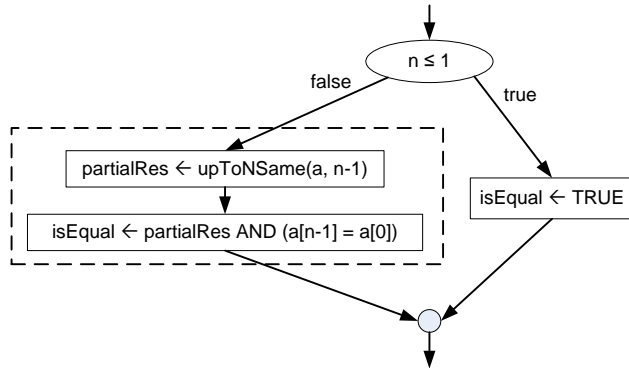 n ≤ 1
false
true
partialRes ← upToNSame(a, n-1)
isEqual ← TRUE
isEqual ← partialRes AND (a[n-1] = a[0])